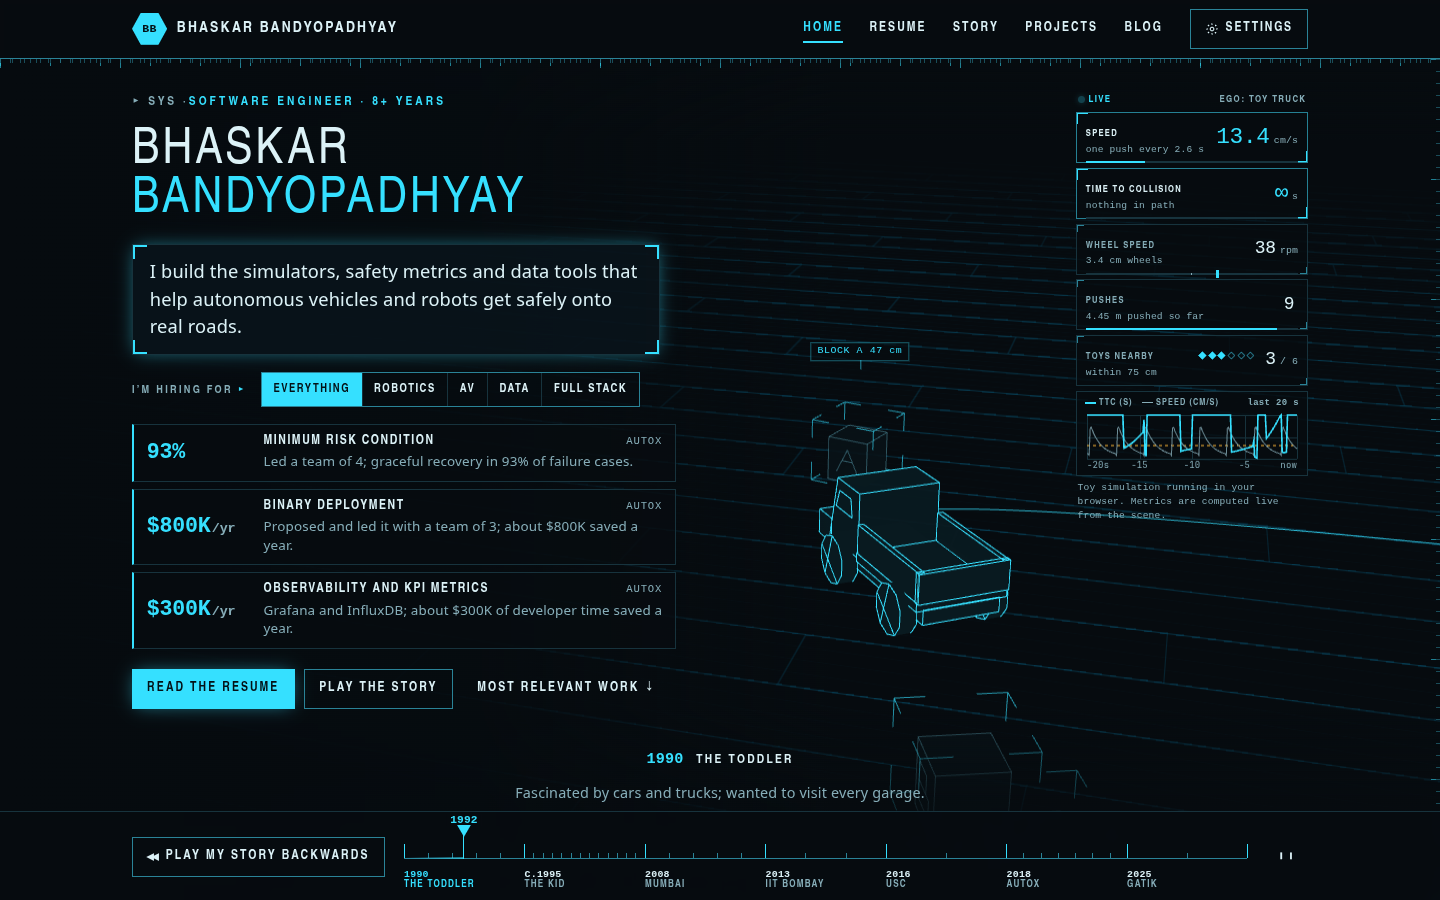 BB BHASKAR BANDYOPADHYAY
HOME RESUME STORY PROJECTS BLOG SETTINGS
▸ SYS ·SOFTWARE ENGINEER · 8+ YEARS
BHASKAR
BANDYOPADHYAY
I build the simulators, safety metrics and data tools that
help autonomous vehicles and robots get safely onto
real roads.
I'M HIRING FOR ▸
EVERYTHING ROBOTICS AV DATA FULL STACK
93%
MINIMUM RISK CONDITION AUTOX
Led a team of 4; graceful recovery in 93% of failure cases.
$800K/yr
BINARY DEPLOYMENT AUTOX
Proposed and led it with a team of 3; about $800K saved a
year.
$300K/yr
OBSERVABILITY AND KPI METRICS AUTOX
Grafana and InfluxDB; about $300K of developer time saved a
year.
READ THE RESUME PLAY THE STORY MOST RELEVANT WORK ↓
LIVE EGO: TOY TRUCK
SPEED
one push every 2.6 s
13.4 cm/s
TIME TO COLLISION
nothing in path
∞ s
WHEEL SPEED
3.4 cm wheels
38 rpm
PUSHES
4.45 m pushed so far
9
TOYS NEARBY
within 75 cm
3 / 6
TTC (S) SPEED (CM/S) last 20 s
-20s -15 -10 -5 now
Toy simulation running in your
browser. Metrics are computed live
from the scene.
BLOCK A 47 cm
A
1990 THE TODDLER
Fascinated by cars and trucks; wanted to visit every garage.
PLAY MY STORY BACKWARDS
1992
1990 C.1995 2008 2013 2016 2018 2025
THE TODDLER THE KID MUMBAI IIT BOMBAY USC AUTOX GATIK